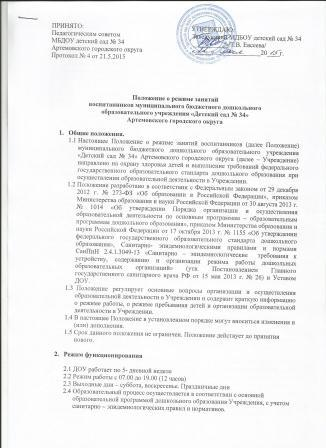 ПРИНЯТО:
Педагогическим советом
МБДОУ детский сад № 34
Артемовского городского округа
Протокол № 4 от 21.5.2015
УТВЕРЖДАЮ:
МБДОУ детский сад № 34
/Л.В. Евсеева/
2015г.
Положение о режиме занятий
воспитанников муниципального бюджетного дошкольного
образовательного учреждения «Детский сад № 34»
Артемовского городского округа
1. Общие положения.
1.1 Настоящее Положение о режиме занятий воспитанников (далее Положение)
муниципального бюджетного дошкольного образовательного учреждения
«Детский сад № 34» Артемовского городского округа (далее – Учреждение)
направлено на охрану здоровья детей и выполнение требований федерального
государственного образовательного стандарта дошкольного образования при
осуществлении образовательной деятельности в Учреждении.
1.2 Положение разработано в соответствии с Федеральным законом от 29 декабря
2012 г. № 273-ФЗ «Об образовании в Российской Федерации», приказом
Министерства образования и науки Российской Федерации от 30 августа 2013 г.
№ 1014 «Об утверждении Порядка организации и осуществления
образовательной деятельности по основным программам – образовательным
программам дошкольного образования», приказом Министерства образования и
науки Российской Федерации от 17 октября 2013 г. № 1155 «Об утверждении
федерального государственного образовательного стандарта дошкольного
образования», Санитарно- эпидемиологическими правилами и нормами
СанПиН 2.4.1.3049-13 «Санитарно – эпидемиологические требования к
устройству, содержанию и организации режима работы дошкольных
образовательных организаций» (утв. Постановлением Главного
государственного санитарного врача РФ от 15 мая 2013 г. № 26) и Уставом
ДОУ.
1.3 Положение регулирует основные вопросы организации и осуществления
образовательной деятельности в Учреждении и содержит краткую информацию
о режиме работы, о режиме пребывания детей и организации образовательной
деятельности в Учреждении.
1.4 В настоящее Положение в установленном порядке могут вноситься изменения и
(или) дополнения.
1.5 Срок данного положения не ограничен. Положение действует до принятия
нового.
2. Режим функционирования
2.1 ДОУ работает по 5- дневной неделе
2.2 Режим работы с 07.00 до 19.00 (12 часов)
2.3 Выходные дни – суббота, воскресенье. Праздничные дни
2.4 Образовательный процесс осуществляется в соответствии с основной
образовательной программой дошкольного образования Учреждения, с учетом
санитарно – эпидемиологических правил и нормативов.